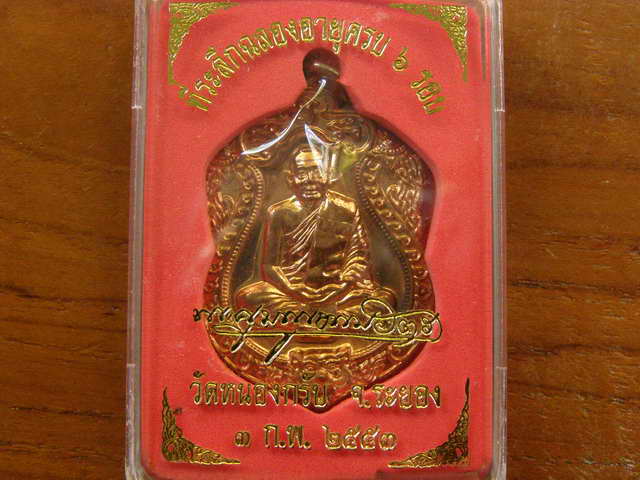 ที่ระลึกฉลองอายุครบ ๖ รอบ
วัดหนองกรับ จ.ระยอง
๓ ก.พ. ๒๕๕๓